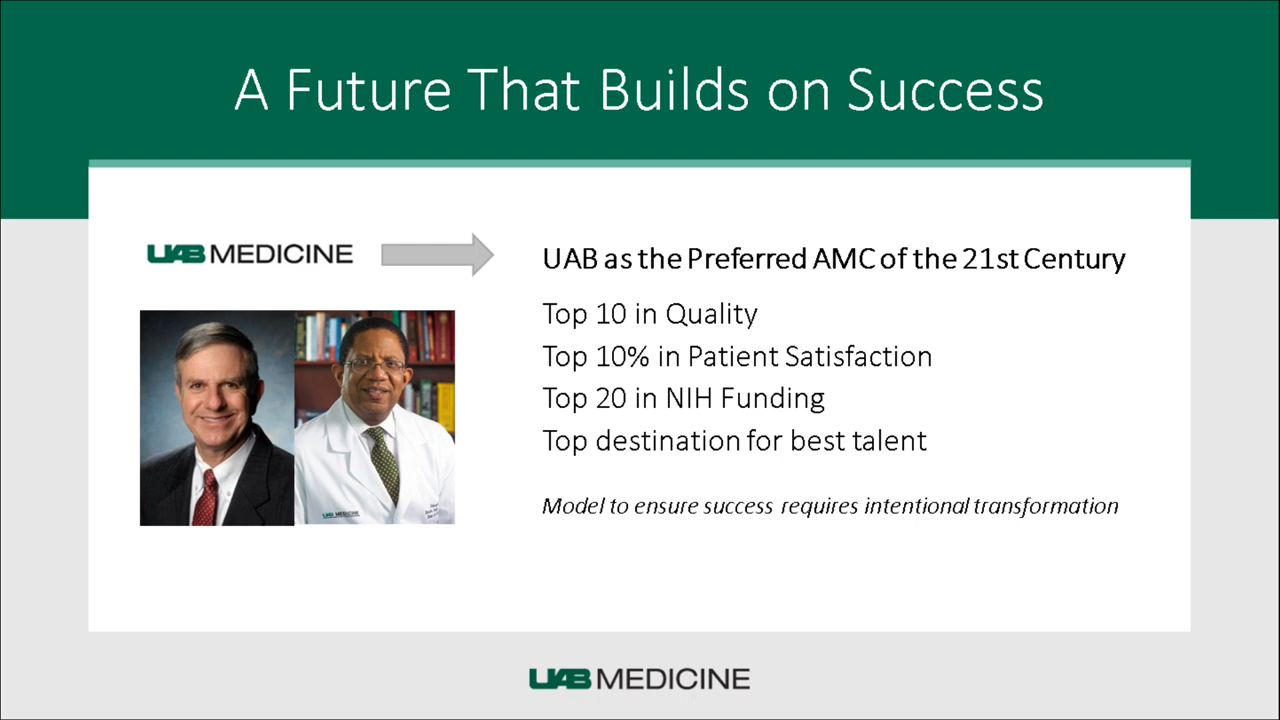 A Future That Builds on Success
UAB MEDICINE
UAB as the Preferred AMC of the 21st Century
Top 10 in Quality
Top 10% in Patient Satisfaction
Top 20 in NIH Funding
Top destination for best talent
Model to ensure success requires intentional transformation
UAB MEDICINE